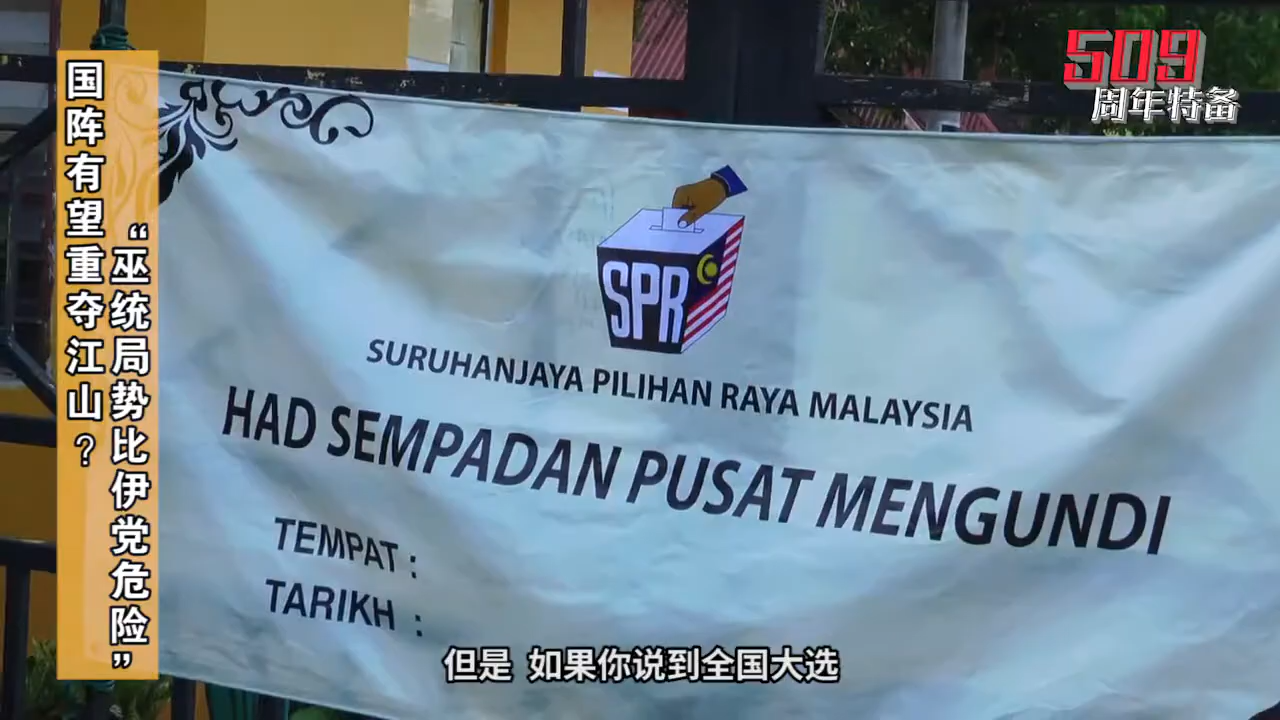 509
周年特备
国阵有望重夺江山？
“巫统局势比伊党危险”
SPR
SURUHANJAYA PILIHAN RAYA MALAYSIA
HAD SEMPADAN PUSAT MENGUNDI
TEMPAT :
TARIKH :
但是 如果你说到全国大选